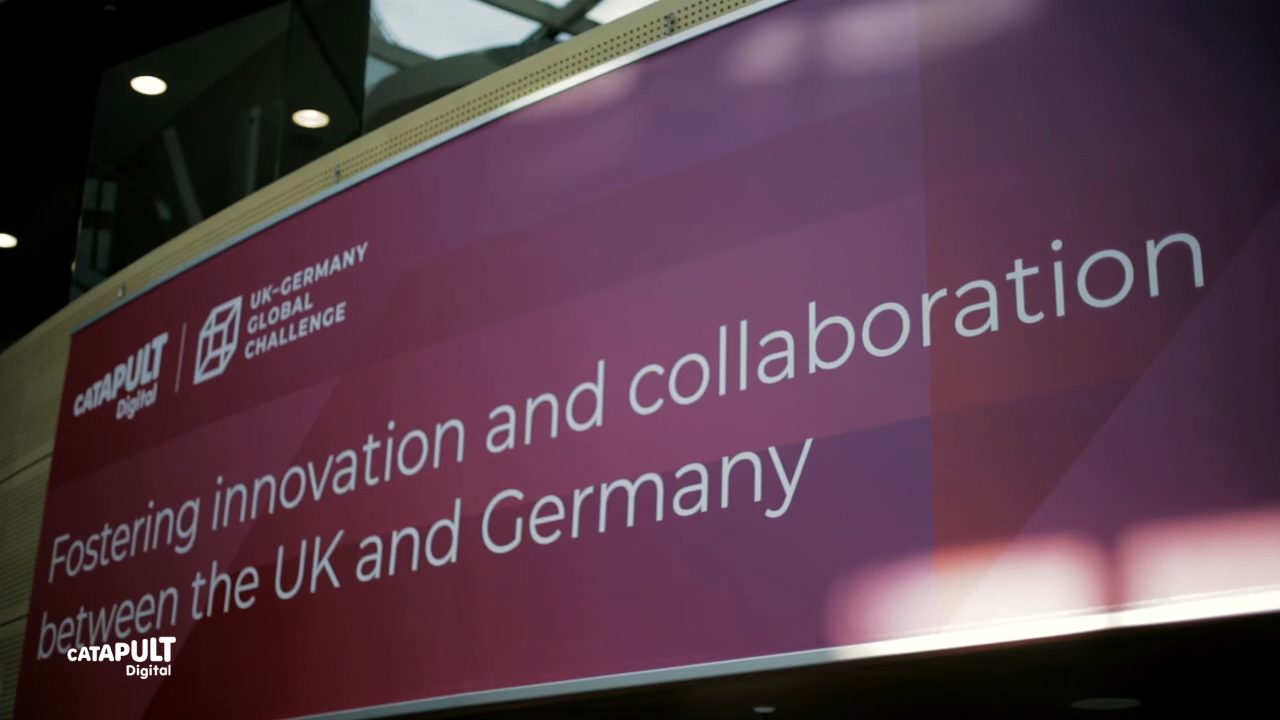 CATAPULT
Digital
UK–GERMANY
GLOBAL
CHALLENGE
Fostering innovation and collaboration
between the UK and Germany
CATAPULT
Digital